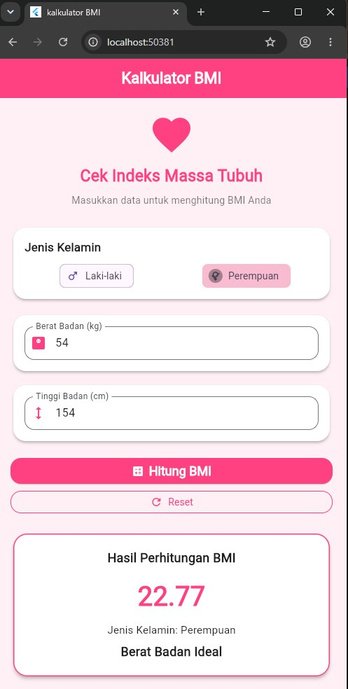 kalkulator BMI
localhost:50381
Kalkulator BMI
Cek Indeks Massa Tubuh
Masukkan data untuk menghitung BMI Anda
Jenis Kelamin
Laki-laki
Perempuan
Berat Badan (kg)
54
Tinggi Badan (cm)
154
Hitung BMI
Reset
Hasil Perhitungan BMI
22.77
Jenis Kelamin: Perempuan
Berat Badan Ideal